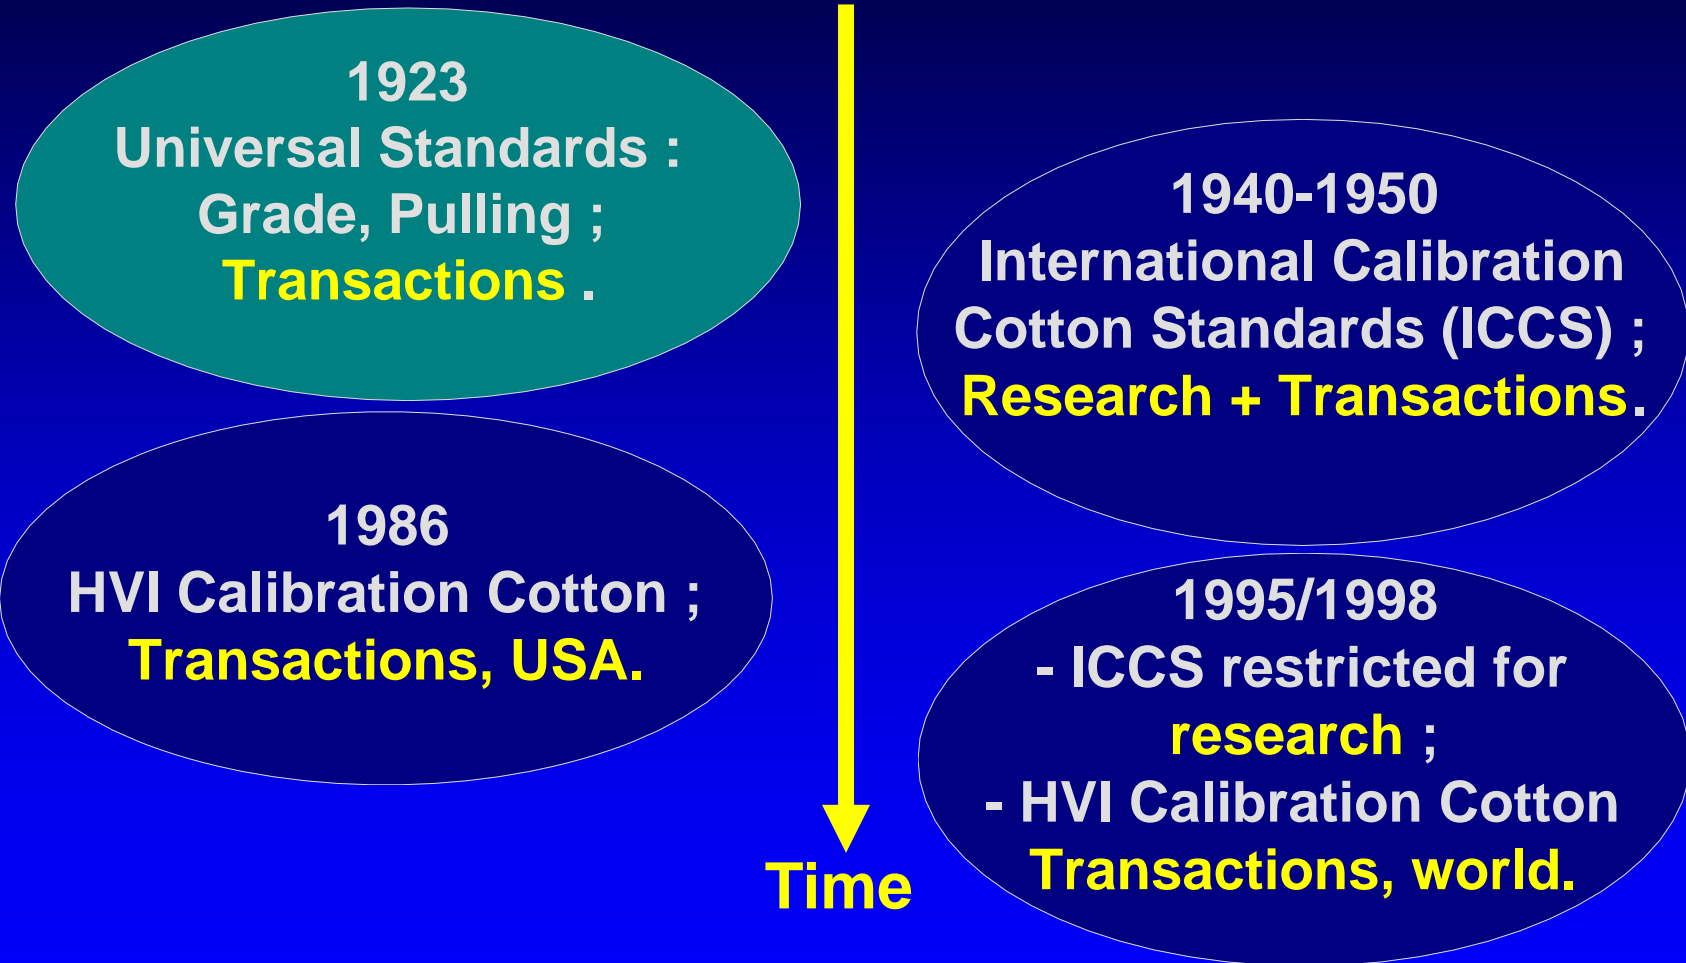 1923
Universal Standards :
Grade, Pulling ;
Transactions .
1940-1950
International Calibration
Cotton Standards (ICCS) ;
Research + Transactions.
1986
HVI Calibration Cotton ;
Transactions, USA.
1995/1998
- ICCS restricted for
research ;
- HVI Calibration Cotton
Transactions, world.
Time